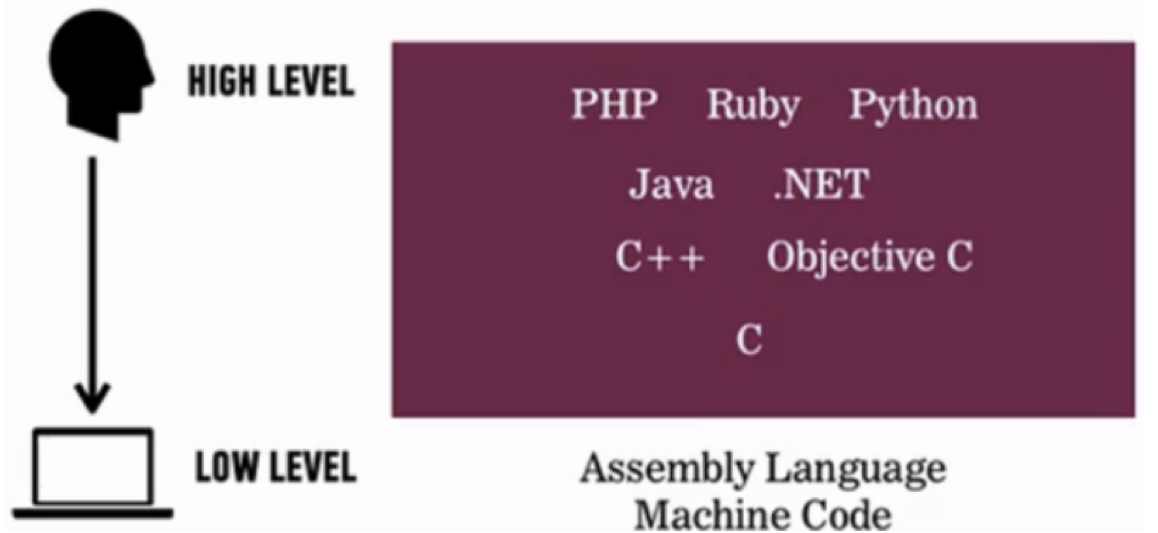 HIGH LEVEL
PHP Ruby Python
Java .NET
C++ Objective C
C
LOW LEVEL
Assembly Language
Machine Code